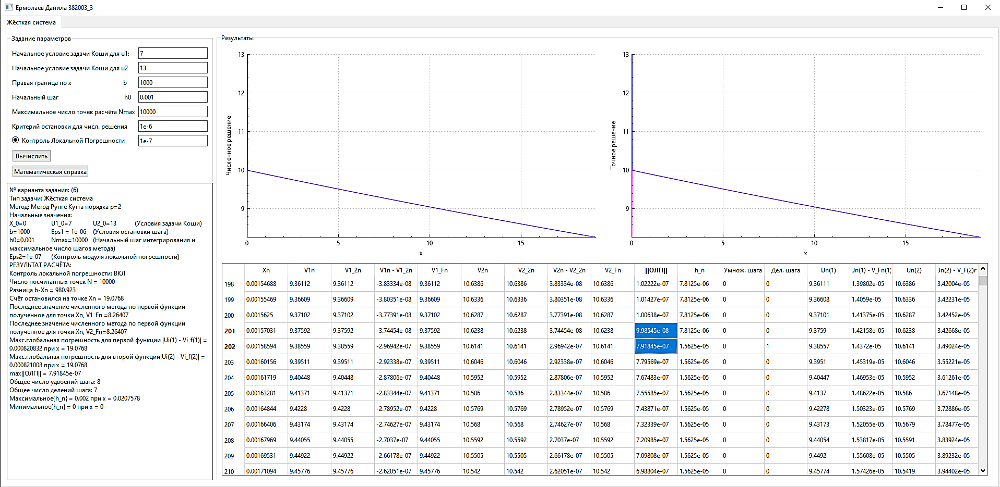 Ермолаев Данила 382003_3
Жёсткая система
Задание параметров
Начальное условие задачи Коши для u1: 7
Начальное условие задачи Коши для u2 13
Правая граница по x b 1000
Начальный шаг h0 0.001
Максимальное число точек расчёта Nmax 10000
Критерий остановки для числ. решения 1e-6
Контроль Локальной Погрешности 1e-7
Вычислить
Математическая справка
№ варианта задания: (6)
Тип задачи: Жёсткая система
Метод: Метод Рунге Кутта порядка p=2
Начальные значения:
X_0=0 U1_0=7 U2_0=13 (Условия задачи Коши)
b=1000 Eps1 = 1e-06 (Условия остановки шага)
h0=0.001 Nmax=10000 (Начальный шаг интегрирования и
максимальное число шагов метода)
Eps2=1e-07 (Контроль модуля локальной погрешности)
РЕЗУЛЬТАТ РАСЧЁТА:
Контроль локальной погрешности: ВКЛ
Число посчитанных точек N = 10000
Разница b-Xn = 980.923
Счёт остановился на точке Xn = 19.0768
Последнее значение численного метода по первой функции
полученное для точки Xn, V1_Fn =8.26407
Последнее значение численного метода по первой функции
полученное для точки Xn, V2_Fn=8.26407
Макс.глобальная погрешность для первой функции |Ui(1) - Vi_f(1)| =
0.000820832 при x = 19.0768
Макс.глобальная погрешность для второй функции|Ui(2) - Vi_f(2)| =
0.000821008 при x = 19.0768
max||ОЛП|| = 7.91845e-07
Общее число удвоений шага: 8
Общее число делений шага: 7
Максимальное{h_n} = 0.002 при x = 0.0207578
Минимальное{h_n} = 0 при x = 0
Результаты
Численное решение
13
12
11
10
9
0 5 10 15
x
Точное решение
13
12
11
10
9
0 5 10 15
x
Xn V1n V1_2n V1n - V1_2n V1_Fn V2n V2_2n V2n - V2_2n V2_Fn ||ОЛП|| h_n Умнож. шага Дел. шага Un(1) Jn(1) - V_Fn(1) Un(2) Jn(2) - V_F(2)n
198 0.00154688 9.36112 9.36112 -3.83334e-08 9.36112 10.6386 10.6386 3.83334e-08 10.6386 1.02222e-07 7.8125e-06 0 0 9.36111 1.39802e-05 10.6386 3.42004e-05
199 0.00155469 9.36609 9.36609 -3.80351e-08 9.36609 10.6336 10.6336 3.80351e-08 10.6336 1.01427e-07 7.8125e-06 0 0 9.36608 1.4059e-05 10.6336 3.42231e-05
200 0.0015625 9.37102 9.37102 -3.77391e-08 9.37102 10.6287 10.6287 3.77391e-08 10.6287 1.00638e-07 7.8125e-06 0 0 9.37101 1.41375e-05 10.6287 3.42452e-05
201 0.00157031 9.37592 9.37592 -3.74454e-08 9.37592 10.6238 10.6238 3.74454e-08 10.6238 9.98545e-08 7.8125e-06 0 0 9.3759 1.42158e-05 10.6238 3.42668e-05
202 0.00158594 9.38559 9.38559 -2.96942e-07 9.38559 10.6141 10.6141 2.96942e-07 10.6141 7.91845e-07 1.5625e-05 0 1 9.38557 1.4372e-05 10.6141 3.49024e-05
203 0.00160156 9.39511 9.39511 -2.92338e-07 9.39511 10.6046 10.6046 2.92338e-07 10.6046 7.79569e-07 1.5625e-05 0 0 9.3951 1.45319e-05 10.6046 3.55221e-05
204 0.00161719 9.40448 9.40448 -2.87806e-07 9.40448 10.5952 10.5952 2.87806e-07 10.5952 7.67483e-07 1.5625e-05 0 0 9.40447 1.46953e-05 10.5952 3.61261e-05
205 0.00163281 9.41371 9.41371 -2.83344e-07 9.41371 10.586 10.586 2.83344e-07 10.586 7.55585e-07 1.5625e-05 0 0 9.4137 1.48622e-05 10.586 3.67148e-05
206 0.00164844 9.4228 9.4228 -2.78952e-07 9.4228 10.5769 10.5769 2.78952e-07 10.5769 7.43871e-07 1.5625e-05 0 0 9.42278 1.50323e-05 10.5769 3.72886e-05
207 0.00166406 9.43174 9.43174 -2.74627e-07 9.43174 10.568 10.568 2.74627e-07 10.568 7.32339e-07 1.5625e-05 0 0 9.43173 1.52055e-05 10.5679 3.78477e-05
208 0.00167969 9.44055 9.44055 -2.7037e-07 9.44055 10.5592 10.5592 2.7037e-07 10.5592 7.20985e-07 1.5625e-05 0 0 9.44054 1.53817e-05 10.5591 3.83924e-05
209 0.00169531 9.44922 9.44922 -2.66178e-07 9.44922 10.5505 10.5505 2.66178e-07 10.5505 7.09808e-07 1.5625e-05 0 0 9.4492 1.55608e-05 10.5505 3.89232e-05
210 0.00171094 9.45776 9.45776 -2.62051e-07 9.45776 10.542 10.542 2.62051e-07 10.542 6.98804e-07 1.5625e-05 0 0 9.45774 1.57426e-05 10.5419 3.94402e-05